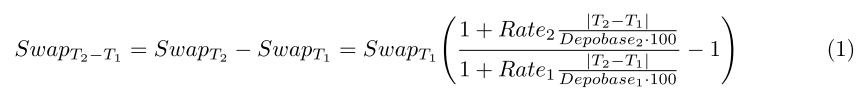 $Swap_{T_2-T_1} = Swap_{T_2} - Swap_{T_1} = Swap_{T_1}\left(\frac{1 + Rate_2 \frac{|T_2-T_1|}{Depobase_2 \cdot 100}}{1 + Rate_1 \frac{|T_2-T_1|}{Depobase_1 \cdot 100}} - 1\right)$ (1)